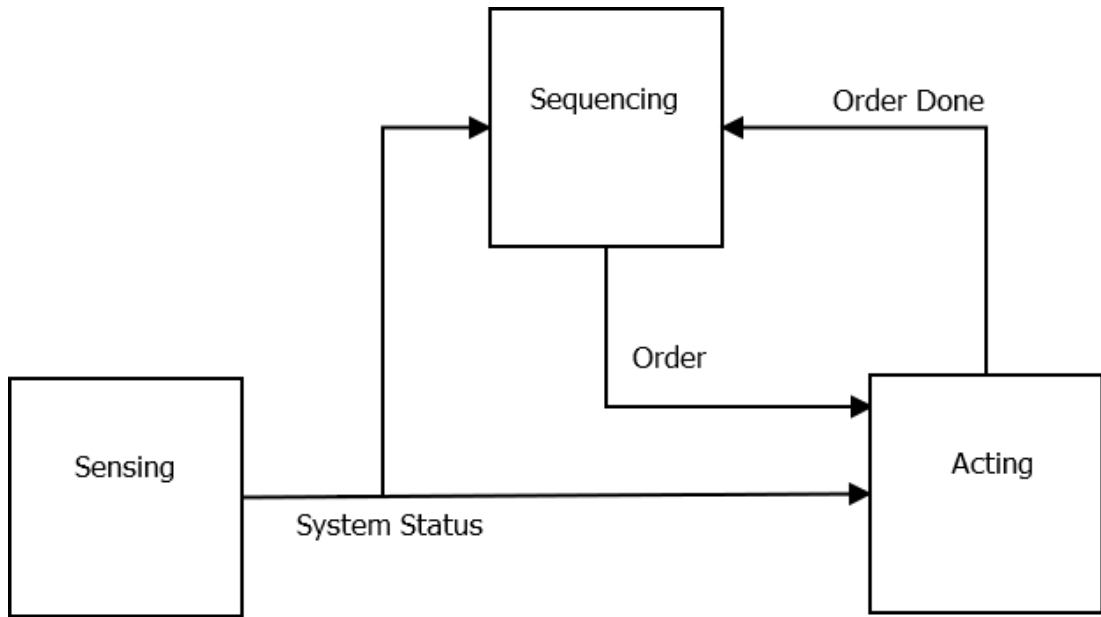 Sequencing
Order Done
Order
Sensing
Acting
System Status